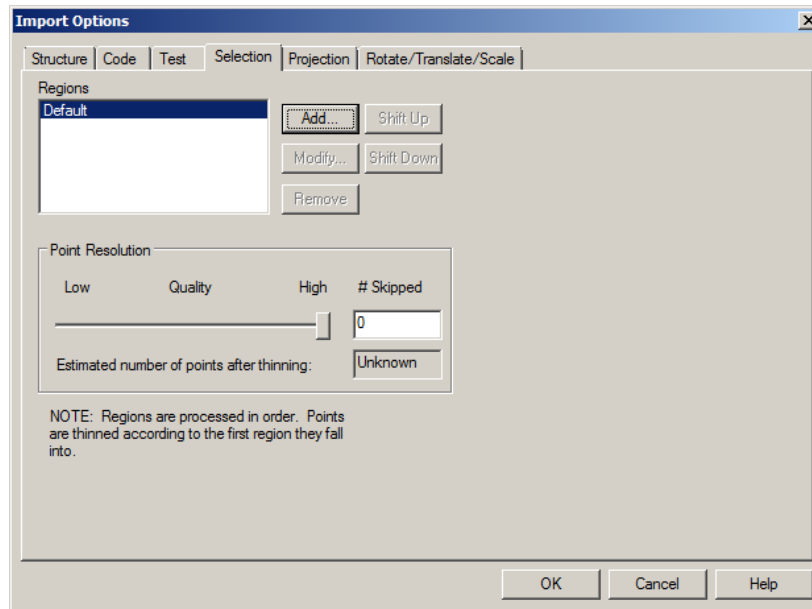 Import Options
Structure Code Test Selection Projection Rotate/Translate/Scale
Regions
Default
Add... Shift Up
Modify... Shift Down
Remove
Point Resolution
Low Quality High # Skipped
0
Estimated number of points after thinning: Unknown
NOTE: Regions are processed in order. Points
are thinned according to the first region they fall
into.
OK Cancel Help